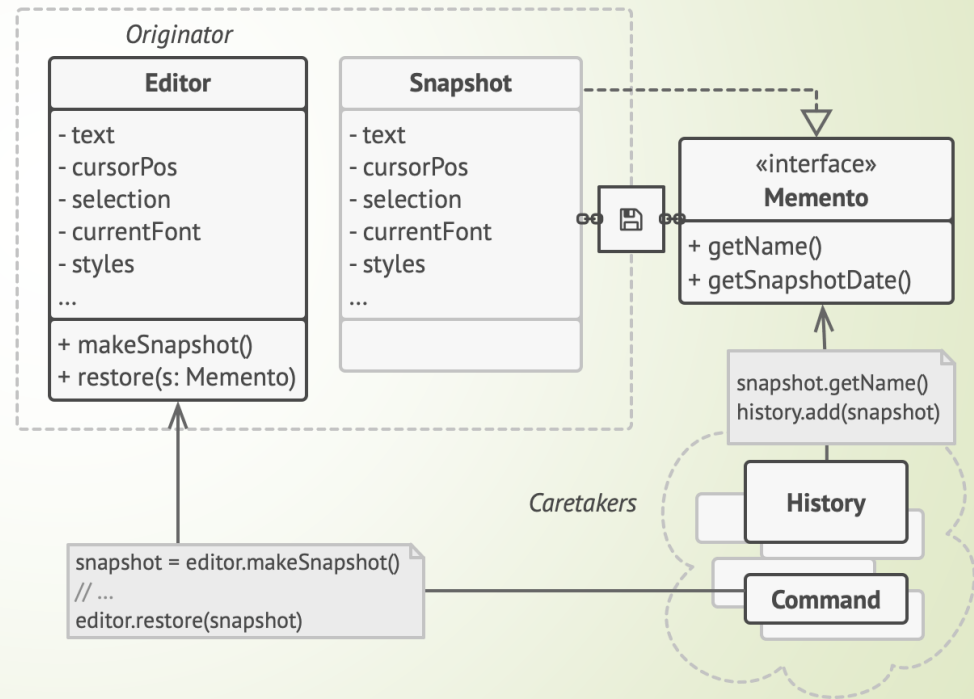 Originator
Editor
- text
- cursorPos
- selection
- currentFont
- styles
...
+ makeSnapshot()
+ restore(s: Memento)
Snapshot
- text
- cursorPos
- selection
- currentFont
- styles
...
«interface»
Memento
+ getName()
+ getSnapshotDate()
snapshot.getName()
history.add(snapshot)
Caretakers
History
Command
snapshot = editor.makeSnapshot()
// ...
editor.restore(snapshot)